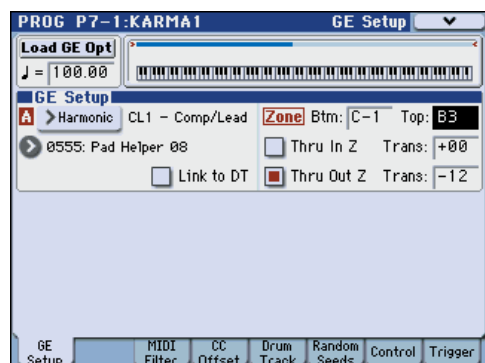 PROG P7-1:KARMA1 GE Setup
Load GE Opt
♩= 100.00
GE Setup
A >Harmonic CL1 - Comp/Lead Zone Btm: C-1 Top: B3
0555: Pad Helper 08 Thru In Z Trans: +00
Link to DT Thru Out Z Trans: -12
GE Setup MIDI Filter CC Offset Drum Track Random Seeds Control Trigger